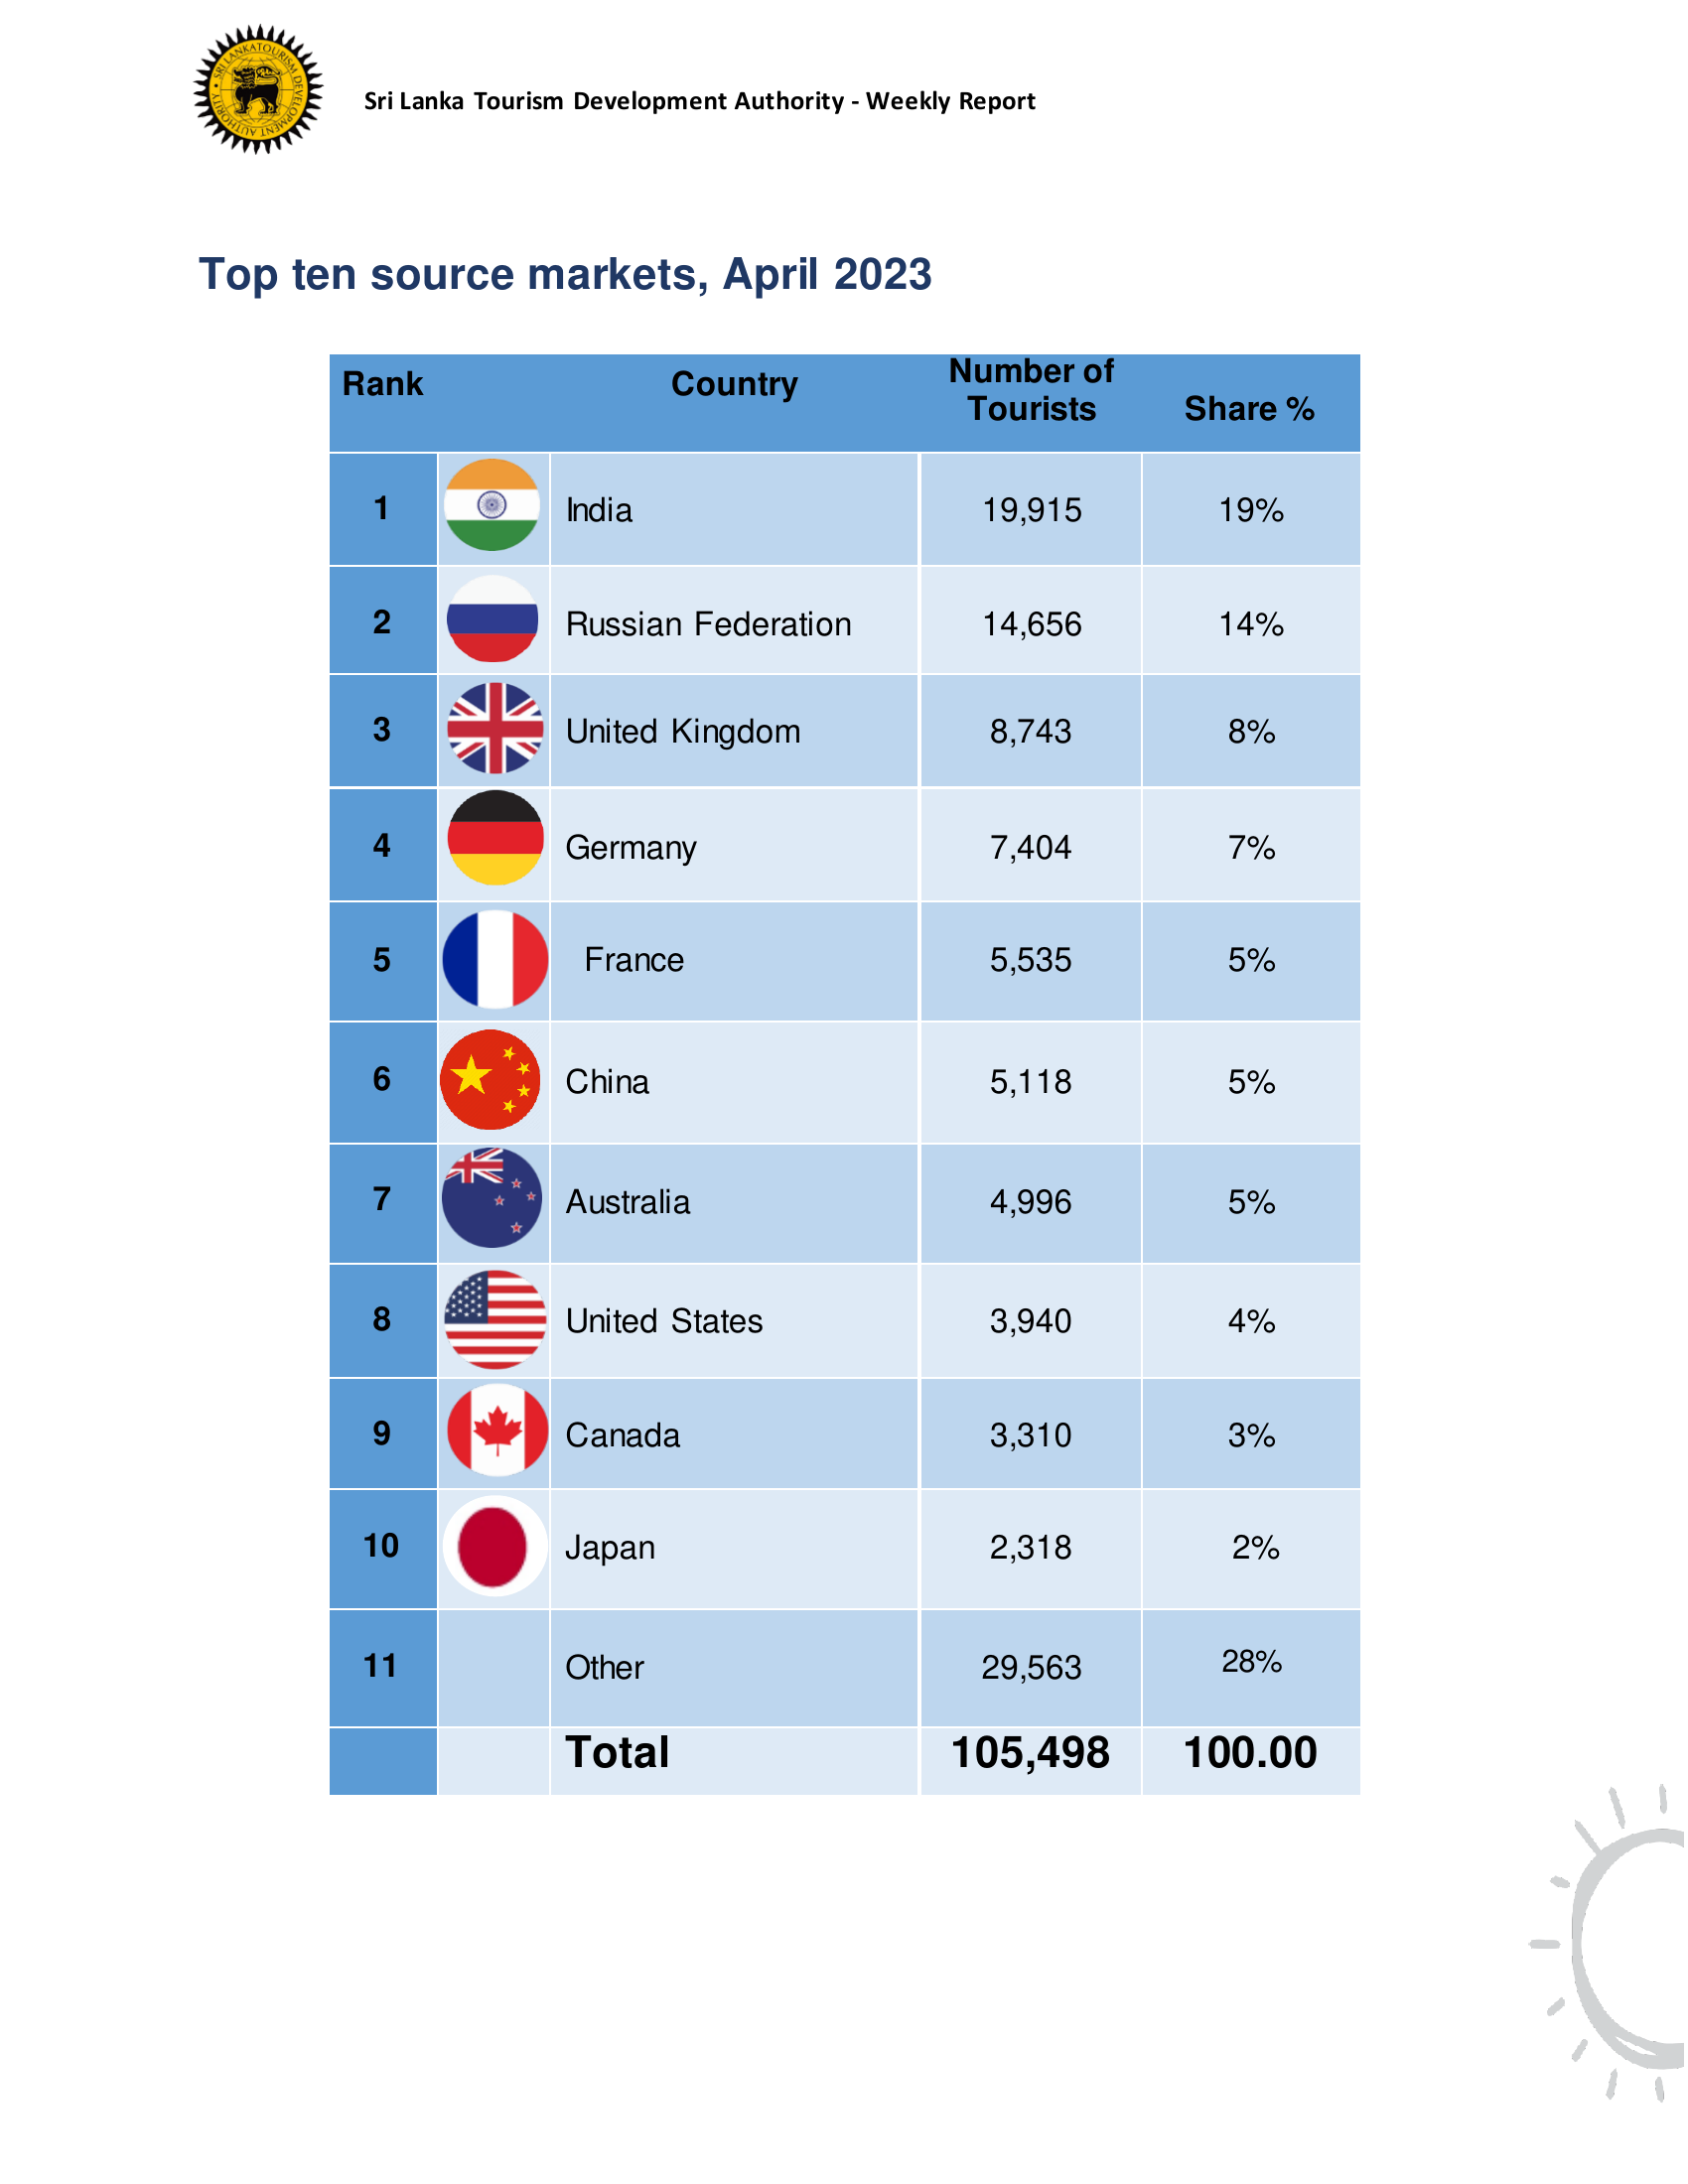 SRI LANKA TOURISM DEVELOPMENT AUTHORITY •
Sri Lanka Tourism Development Authority - Weekly Report
Top ten source markets, April 2023
Rank Country Number of Tourists Share %
1 India 19,915 19%
2 Russian Federation 14,656 14%
3 United Kingdom 8,743 8%
4 Germany 7,404 7%
5 France 5,535 5%
6 China 5,118 5%
7 Australia 4,996 5%
8 United States 3,940 4%
9 Canada 3,310 3%
10 Japan 2,318 2%
11 Other 29,563 28%
Total 105,498 100.00